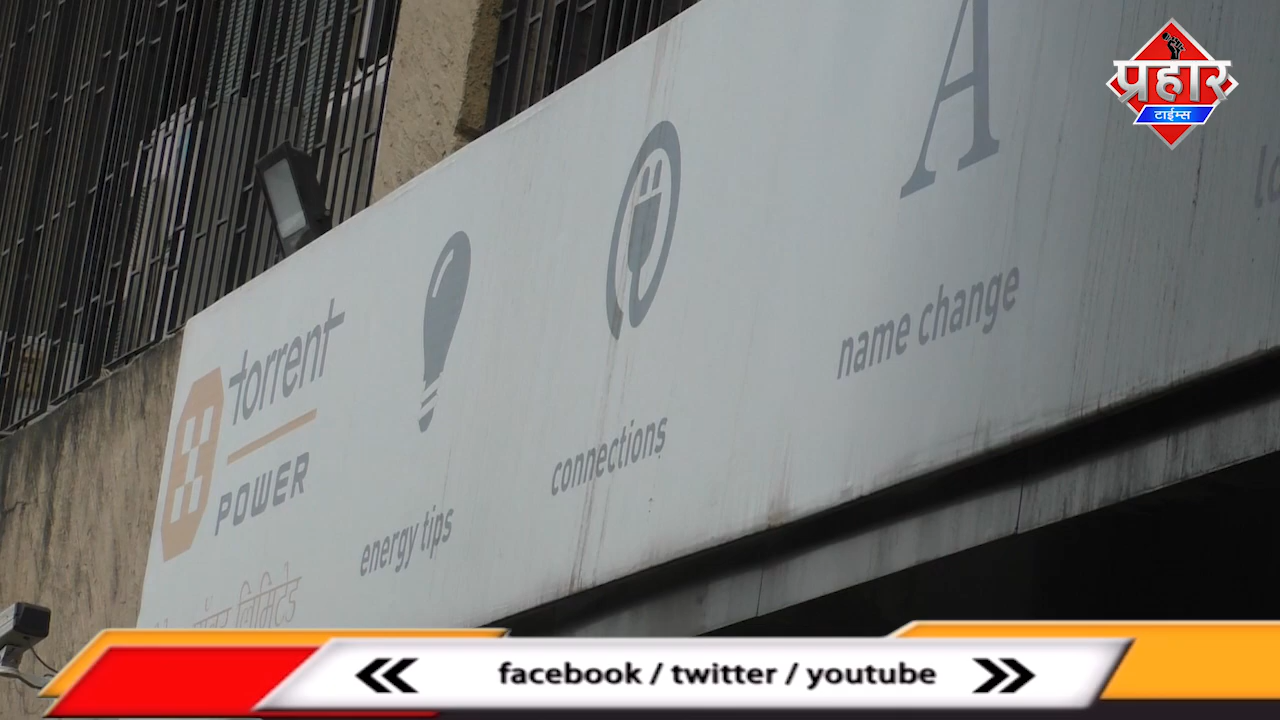 प्रहार
टाईम्स
A
torrent
POWER
energy tips
connections
name change
लिमिटेड
facebook / twitter / youtube